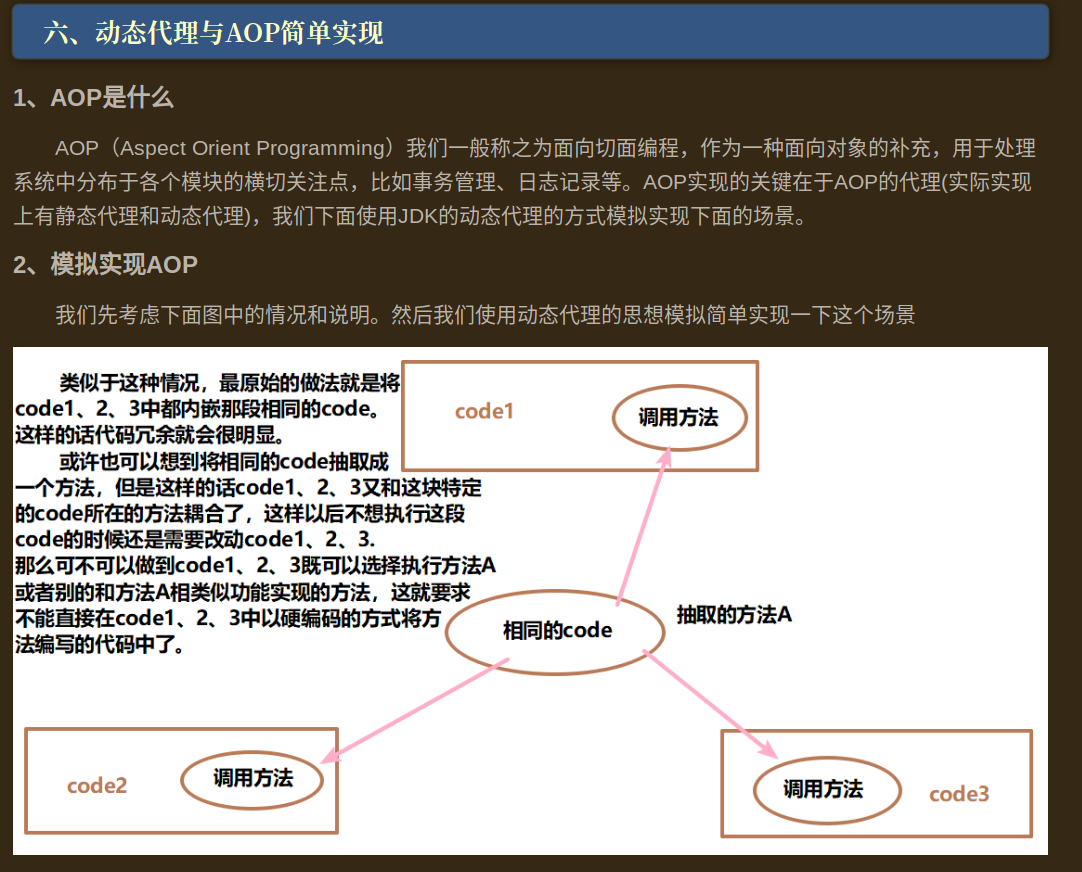 六、动态代理与AOP简单实现
1、AOP是什么
AOP（Aspect Orient Programming）我们一般称之为面向切面编程，作为一种面向对象的补充，用于处理
系统中分布于各个模块的横切关注点，比如事务管理、日志记录等。AOP实现的关键在于AOP的代理(实际实现
上有静态代理和动态代理)，我们下面使用JDK的动态代理的方式模拟实现下面的场景。
2、模拟实现AOP
我们先考虑下面图中的情况和说明。然后我们使用动态代理的思想模拟简单实现一下这个场景
类似于这种情况，最原始的做法就是将
code1、2、3中都内嵌那段相同的code。
这样的话代码冗余就会很明显。
或许也可以想到将相同的code抽取成
一个方法，但是这样的话code1、2、3又和这块特定
的code所在的方法耦合了，这样以后不想执行这段
code的时候还是需要改动code1、2、3.
那么可不可以做到code1、2、3既可以选择执行方法A
或者别的和方法A相类似功能实现的方法，这就要求
不能直接在code1、2、3中以硬编码的方式将方
法编写的代码中了。
code1
调用方法
相同的code
抽取的方法A
code2
调用方法
调用方法
code3